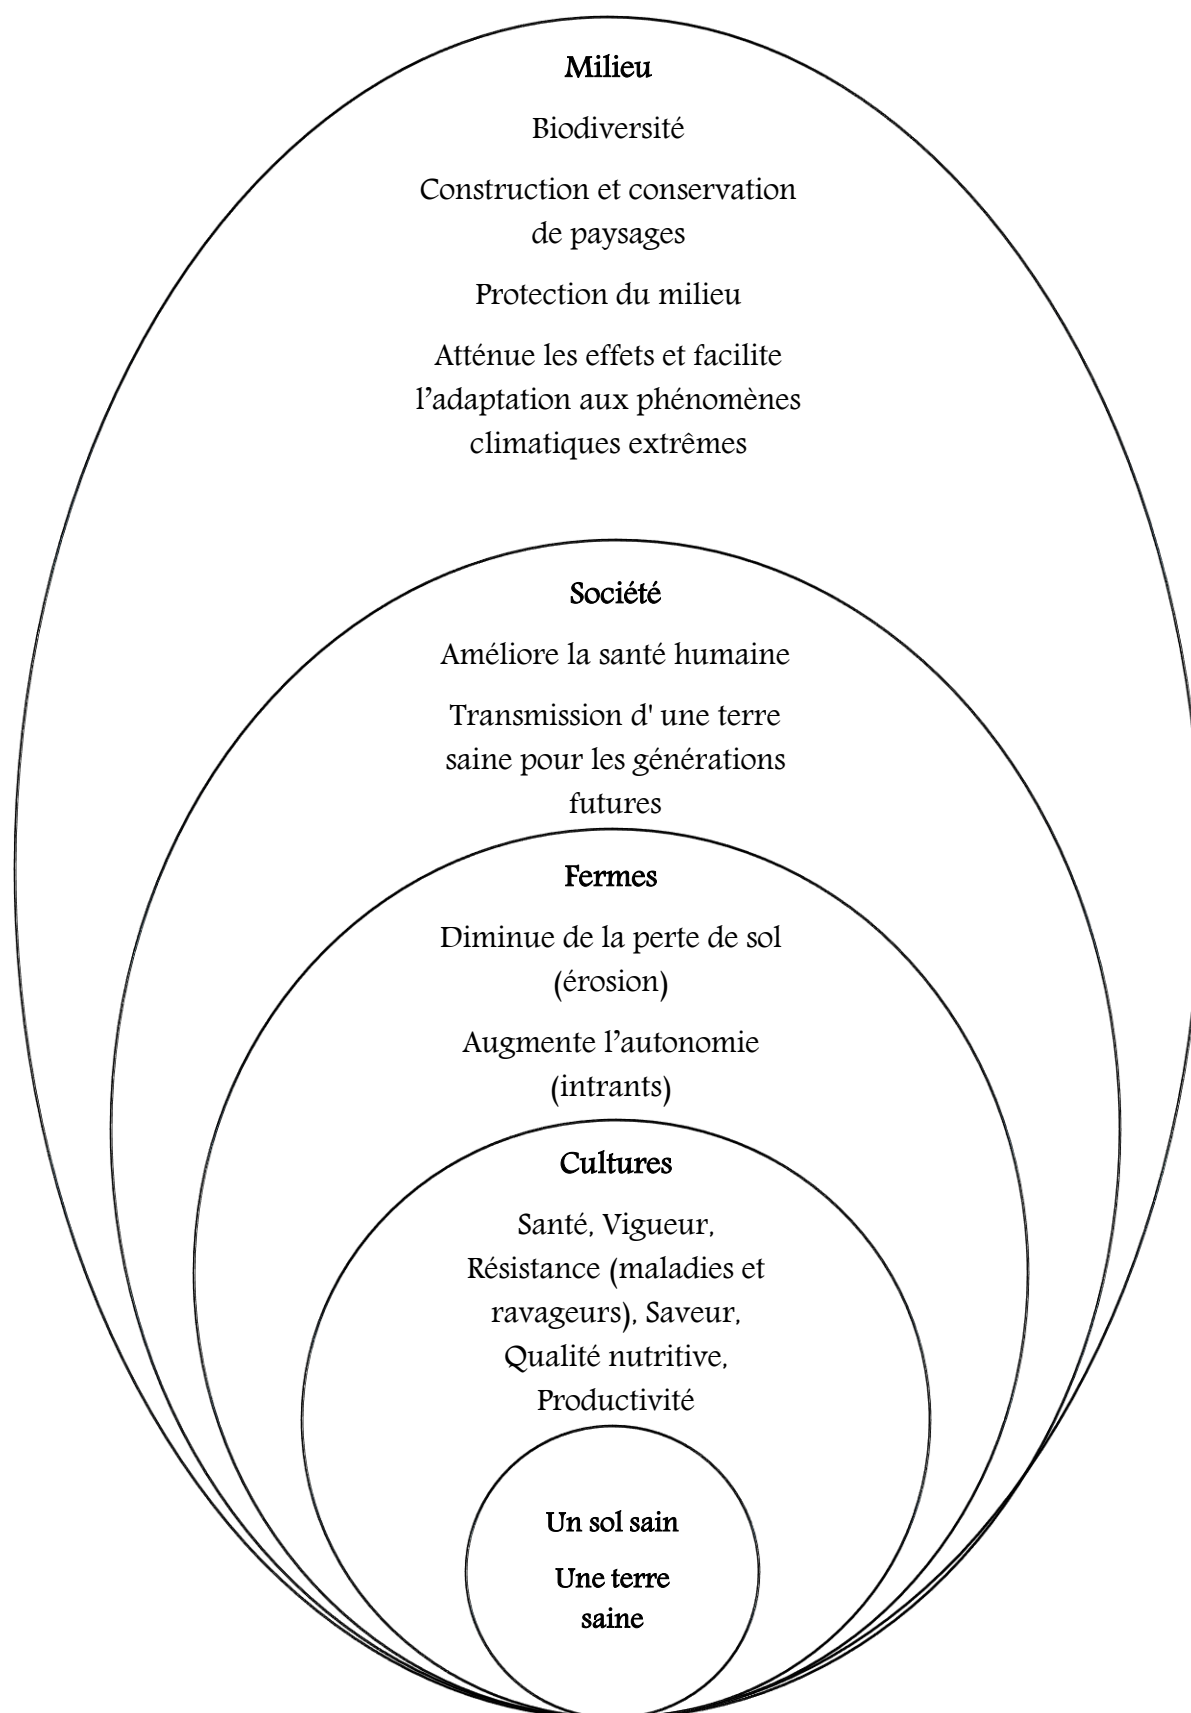 Milieu
Biodiversité
Construction et conservation
de paysages
Protection du milieu
Atténue les effets et facilite
l’adaptation aux phénomènes
climatiques extrêmes
Société
Améliore la santé humaine
Transmission d' une terre
saine pour les générations
futures
Fermes
Diminue de la perte de sol
(érosion)
Augmente l’autonomie
(intrants)
Cultures
Santé, Vigueur,
Résistance (maladies et
ravageurs), Saveur,
Qualité nutritive,
Productivité
Un sol sain
Une terre
saine